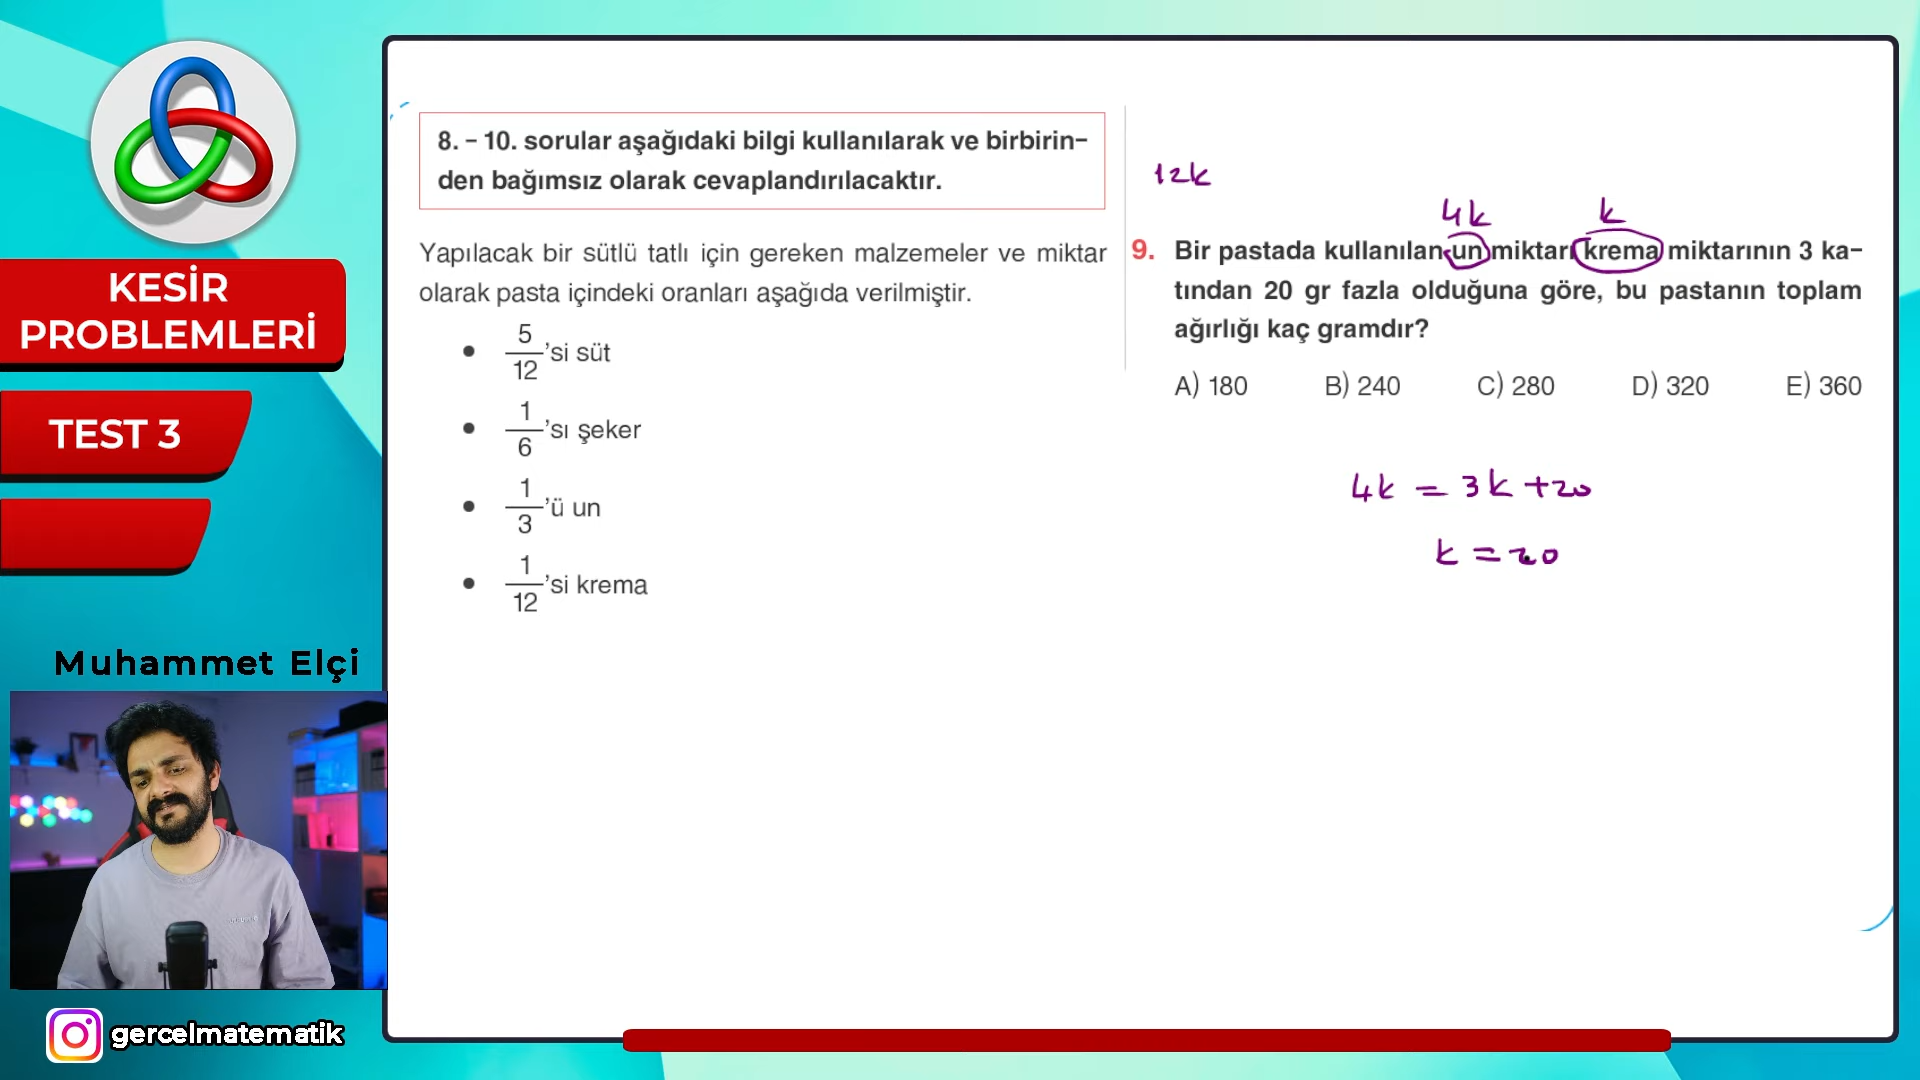 KESİR
PROBLEMLERİ
TEST 3
Muhammet Elçi
gercelmatematik
8. – 10. sorular aşağıdaki bilgi kullanılarak ve birbirin–
den bağımsız olarak cevaplandırılacaktır.
Yapılacak bir sütlü tatlı için gereken malzemeler ve miktar
olarak pasta içindeki oranları aşağıda verilmiştir.
• 5/12 'si süt
• 1/6 'sı şeker
• 1/3 'ü un
• 1/12 'si krema
12k
4k k
9. Bir pastada kullanılan un miktarı krema miktarının 3 ka–
tından 20 gr fazla olduğuna göre, bu pastanın toplam
ağırlığı kaç gramdır?
A) 180 B) 240 C) 280 D) 320 E) 360
4k = 3k +20
k = 20